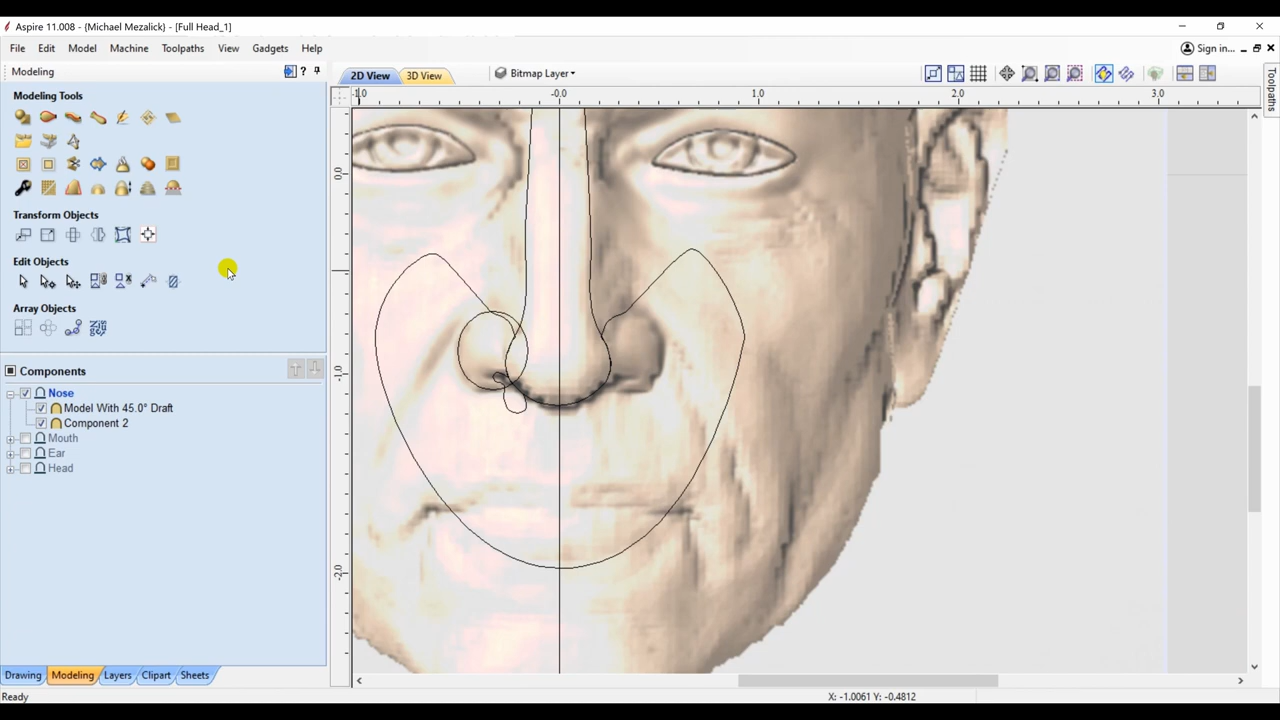 Aspire 11.008 - {Michael Mezalick} - [Full Head_1]
File Edit Model Machine Toolpaths View Gadgets Help
Sign in...
Modeling
2D View 3D View Bitmap Layer
Toolpaths
-1.0 -0.0 1.0 2.0 3.0
0.0
-1.0
-2.0
Modeling Tools
Transform Objects
Edit Objects
Array Objects
Components
Nose
Model With 45.0° Draft
Component 2
Mouth
Ear
Head
Drawing Modeling Layers Clipart Sheets
Ready
X: -1.0061 Y: -0.4812